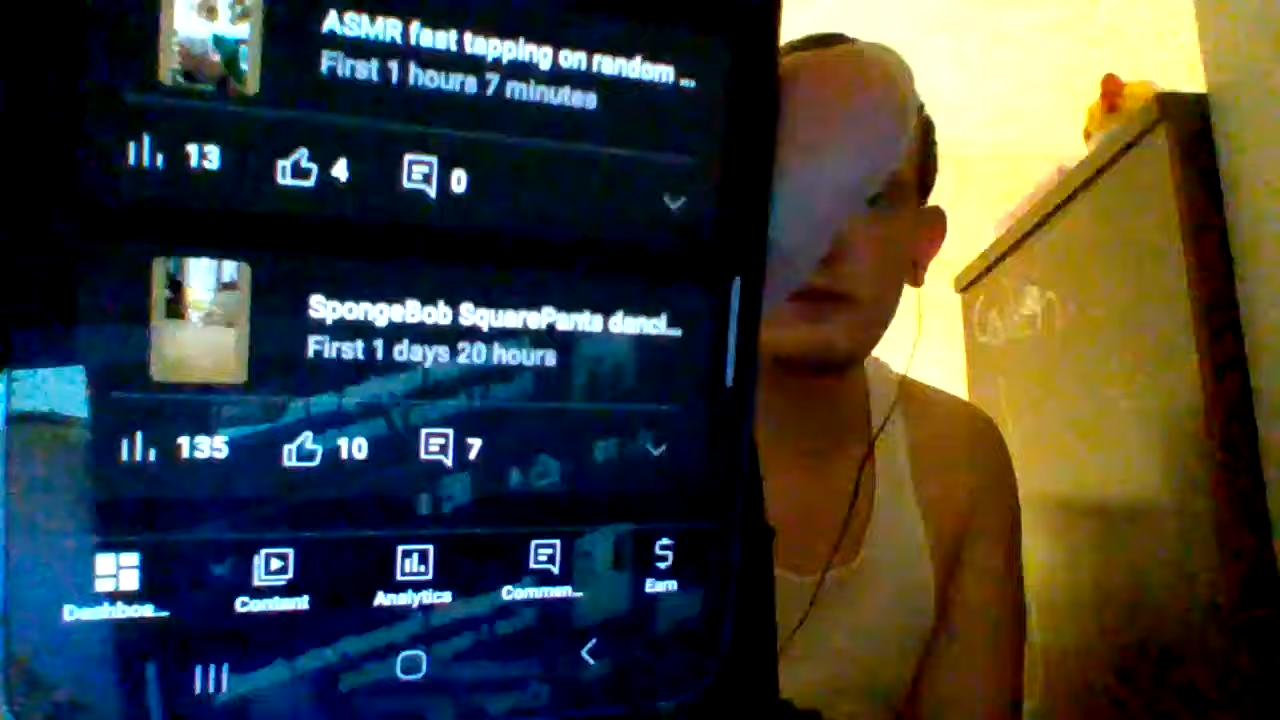 ASMR fast tapping on random ...
First 1 hours 7 minutes
13 4 0
SpongeBob SquarePants danci...
First 1 days 20 hours
135 10 7
Dashboa... Content Analytics Commen... Earn